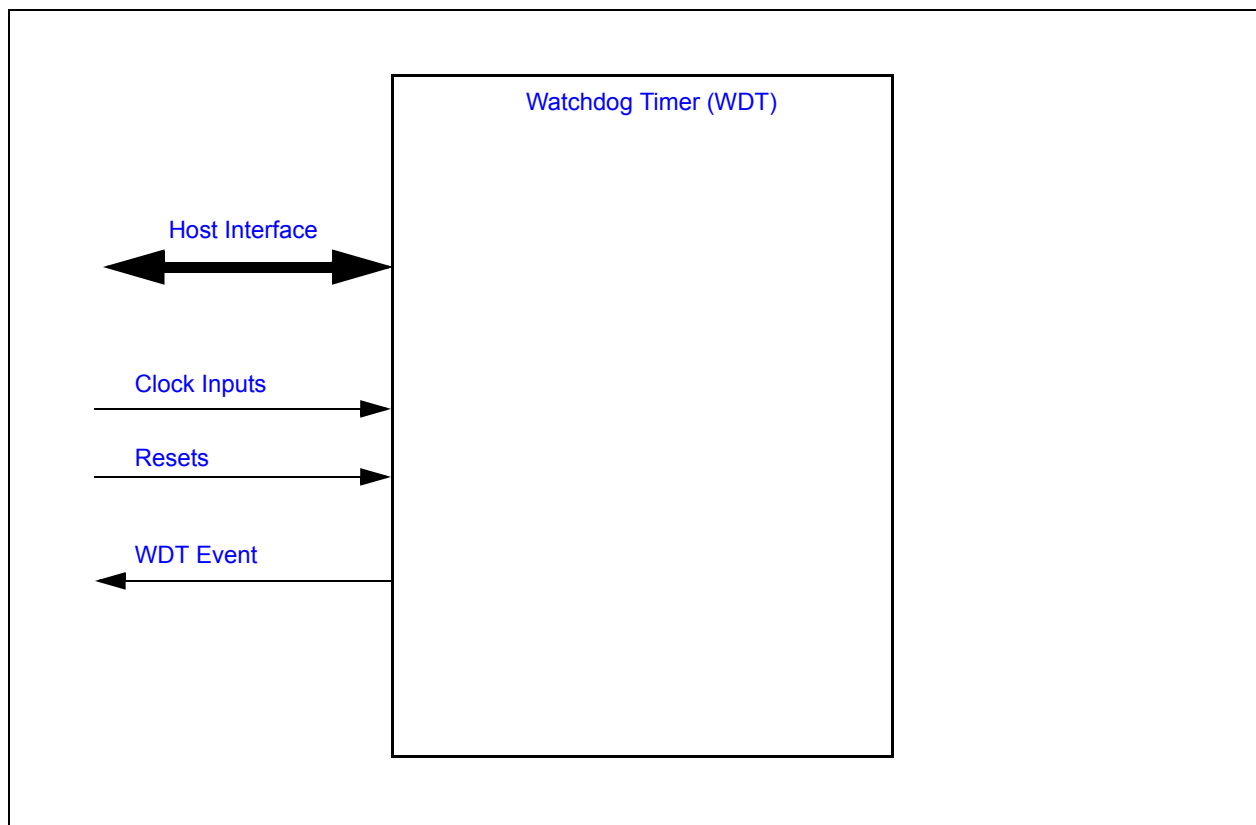 Watchdog Timer (WDT)
Host Interface
Clock Inputs
Resets
WDT Event